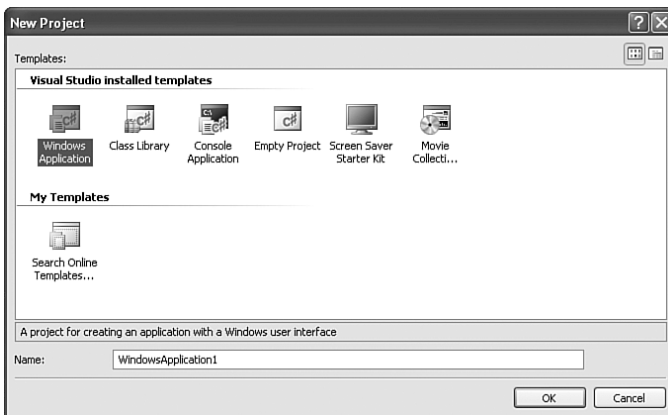 New Project
Templates:
Visual Studio installed templates
Windows Application
Class Library
Console Application
Empty Project
Screen Saver Starter Kit
Movie Collecti...
My Templates
Search Online Templates...
A project for creating an application with a Windows user interface
Name:
WindowsApplication1
OK
Cancel